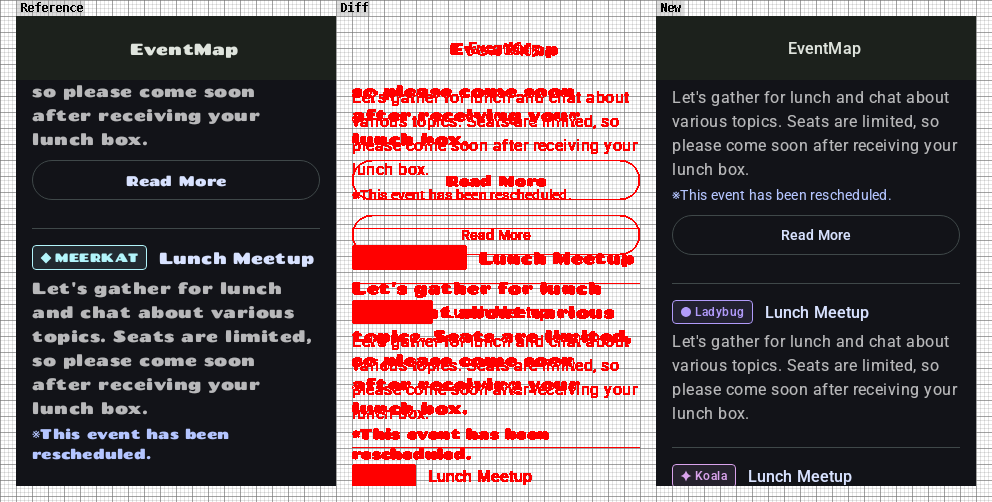 Reference
EventMap
so please come soon
after receiving your
lunch box.
Read More
◆ MEERKAT Lunch Meetup
Let's gather for lunch
and chat about various
topics. Seats are limited,
so please come soon
after receiving your
lunch box.
※This event has been
rescheduled.
Diff
EventMap
EventMap
so please come soon
Let's gather for lunch and chat about
after receiving your
various topics. Seats are limited, so
lunch box.
please come soon after receiving your
lunch box.
Read More
※This event has been rescheduled.
Read More
Lunch Meetup
Let's gather for lunch
and chat about various
Lunch Meetup
topics. Seats are limited,
Let's gather for lunch and chat about
so please come soon
various topics. Seats are limited, so
after receiving your
please come soon after receiving your
lunch box.
lunch box.
※This event has been
rescheduled.
Lunch Meetup
New
EventMap
Let's gather for lunch and chat about
various topics. Seats are limited, so
please come soon after receiving your
lunch box.
※This event has been rescheduled.
Read More
Ladybug Lunch Meetup
Let's gather for lunch and chat about
various topics. Seats are limited, so
please come soon after receiving your
lunch box.
Koala Lunch Meetup